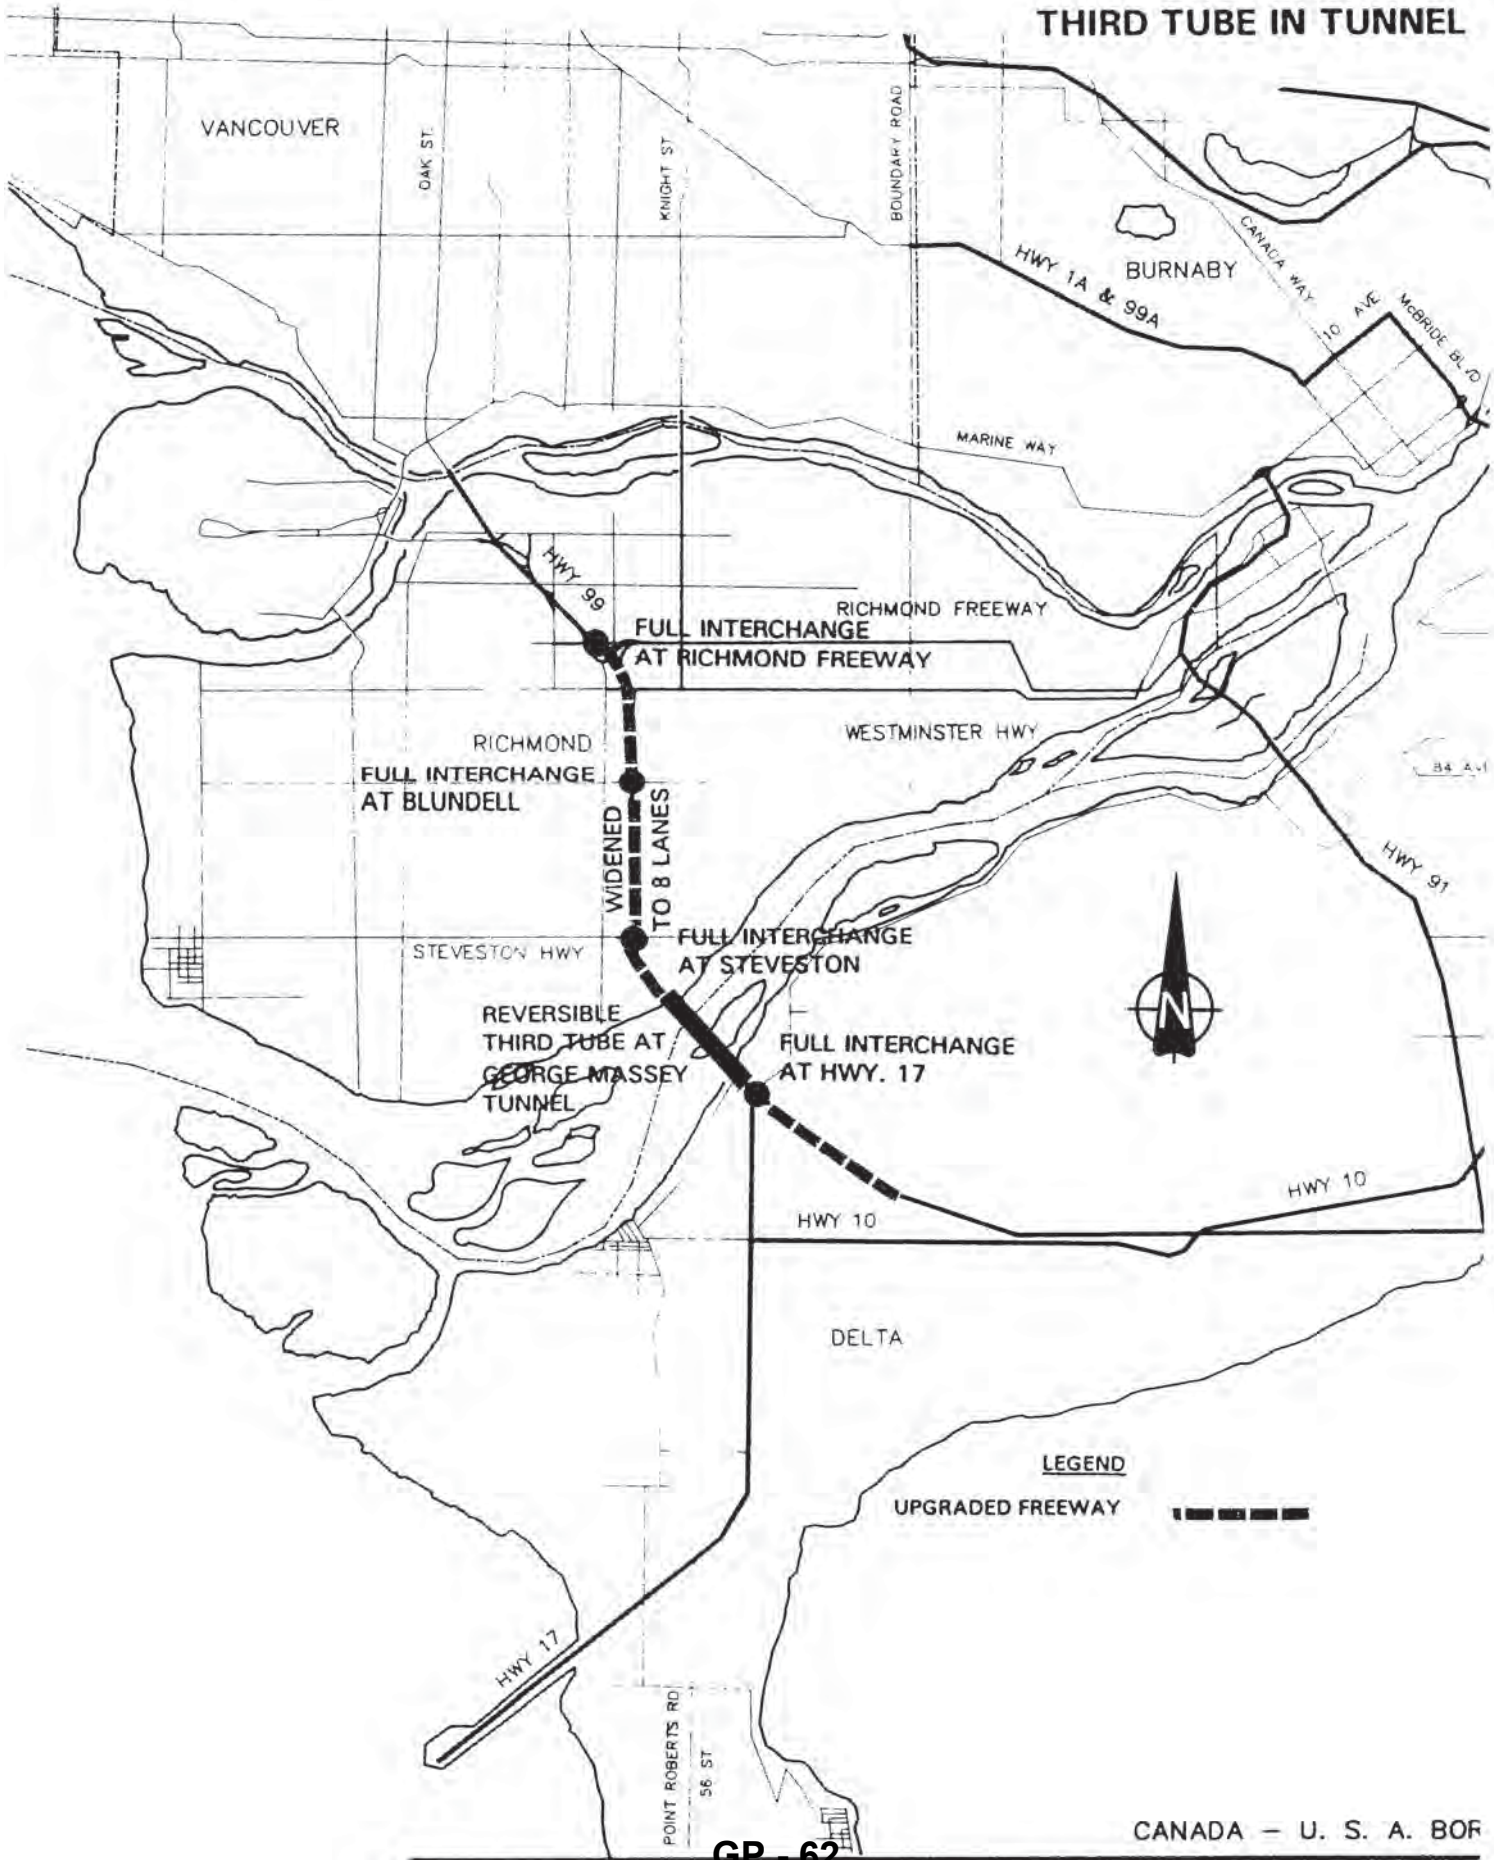 THIRD TUBE IN TUNNEL
VANCOUVER
OAK ST.
KNIGHT ST
BOUNDARY ROAD
CANADA WAY
HWY 1A & 99A
BURNABY
10 AVE
McBRIDE BLVD
MARINE WAY
HWY 99
RICHMOND FREEWAY
FULL INTERCHANGE
AT RICHMOND FREEWAY
WESTMINSTER HWY
RICHMOND
FULL INTERCHANGE
AT BLUNDELL
84 AV
WIDENED
TO 8 LANES
HWY 91
STEVESTON HWY
FULL INTERCHANGE
AT STEVESTON
N
REVERSIBLE
THIRD TUBE AT
GEORGE MASSEY
TUNNEL
FULL INTERCHANGE
AT HWY. 17
HWY 10
HWY 10
DELTA
LEGEND
UPGRADED FREEWAY
HWY 17
POINT ROBERTS RD
56 ST
CANADA – U. S. A. BOR
GP - 62